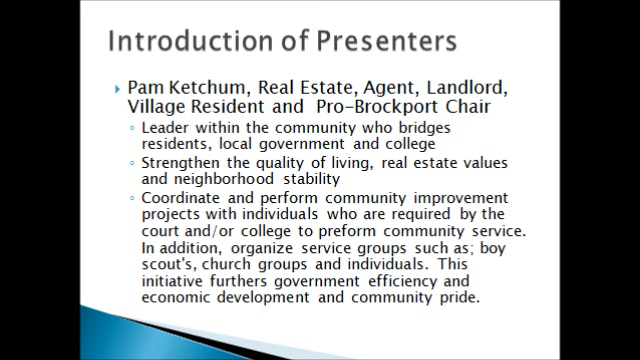 Introduction of Presenters
Pam Ketchum, Real Estate, Agent, Landlord,
Village Resident and Pro-Brockport Chair
Leader within the community who bridges
residents, local government and college
Strengthen the quality of living, real estate values
and neighborhood stability
Coordinate and perform community improvement
projects with individuals who are required by the
court and/or college to preform community service.
In addition, organize service groups such as; boy
scout's, church groups and individuals. This
initiative furthers government efficiency and
economic development and community pride.